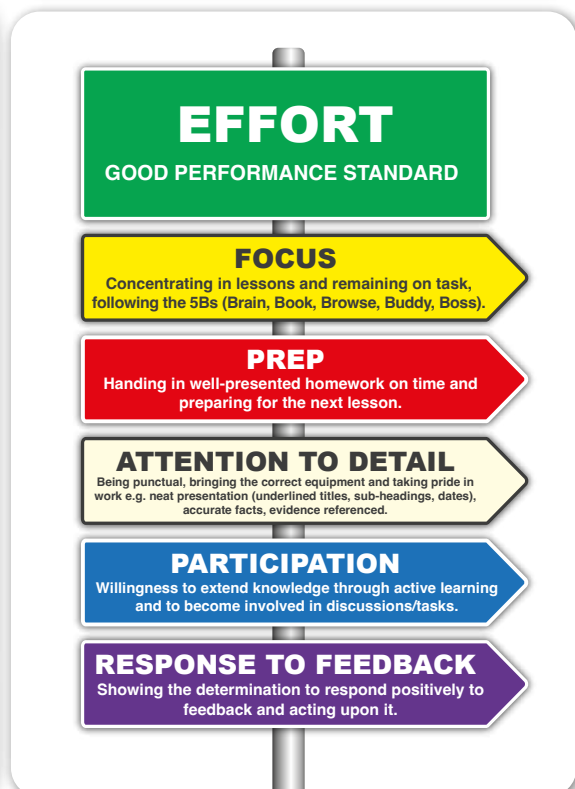 EFFORT
GOOD PERFORMANCE STANDARD
FOCUS
Concentrating in lessons and remaining on task,
following the 5Bs (Brain, Book, Browse, Buddy, Boss).
PREP
Handing in well-presented homework on time and
preparing for the next lesson.
ATTENTION TO DETAIL
Being punctual, bringing the correct equipment and taking pride in
work e.g. neat presentation (underlined titles, sub-headings, dates),
accurate facts, evidence referenced.
PARTICIPATION
Willingness to extend knowledge through active learning
and to become involved in discussions/tasks.
RESPONSE TO FEEDBACK
Showing the determination to respond positively to
feedback and acting upon it.